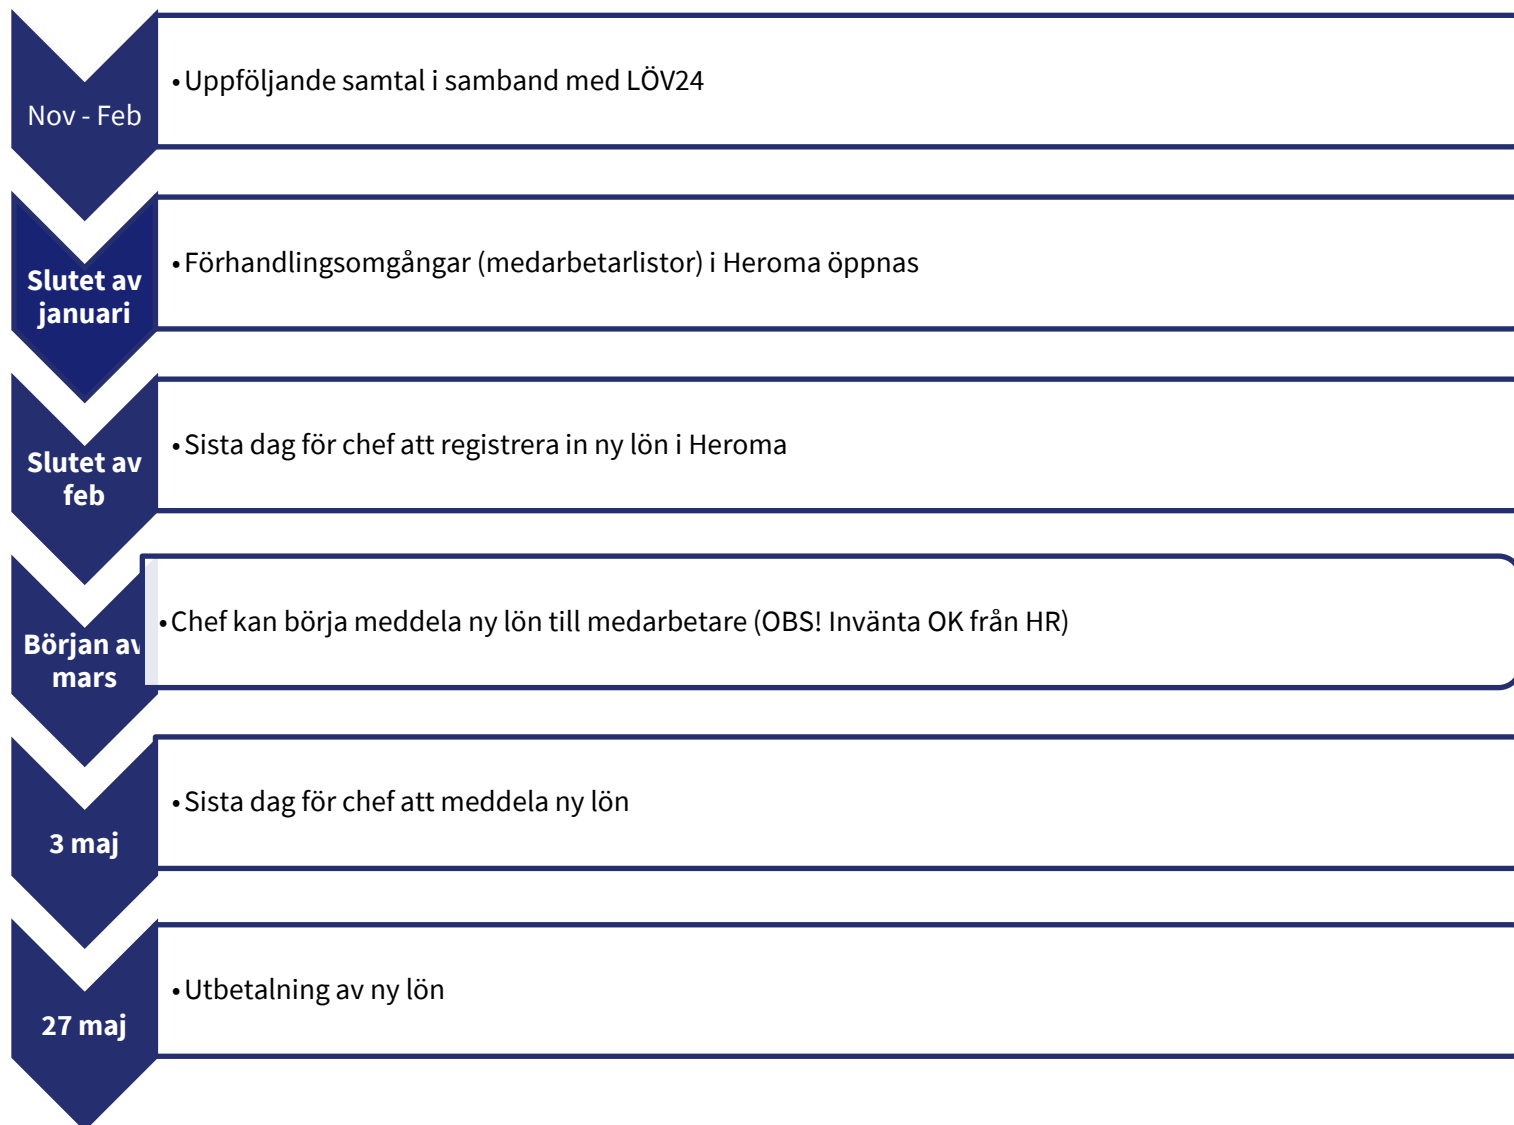 Nov - Feb
•Uppföljande samtal i samband med LÖV24
Slutet av
januari
•Förhandlingsomgångar (medarbetarlistor) i Heroma öppnas
Slutet av
feb
•Sista dag för chef att registrera in ny lön i Heroma
Början av
mars
•Chef kan börja meddela ny lön till medarbetare (OBS! Invänta OK från HR)
3 maj
•Sista dag för chef att meddela ny lön
27 maj
•Utbetalning av ny lön